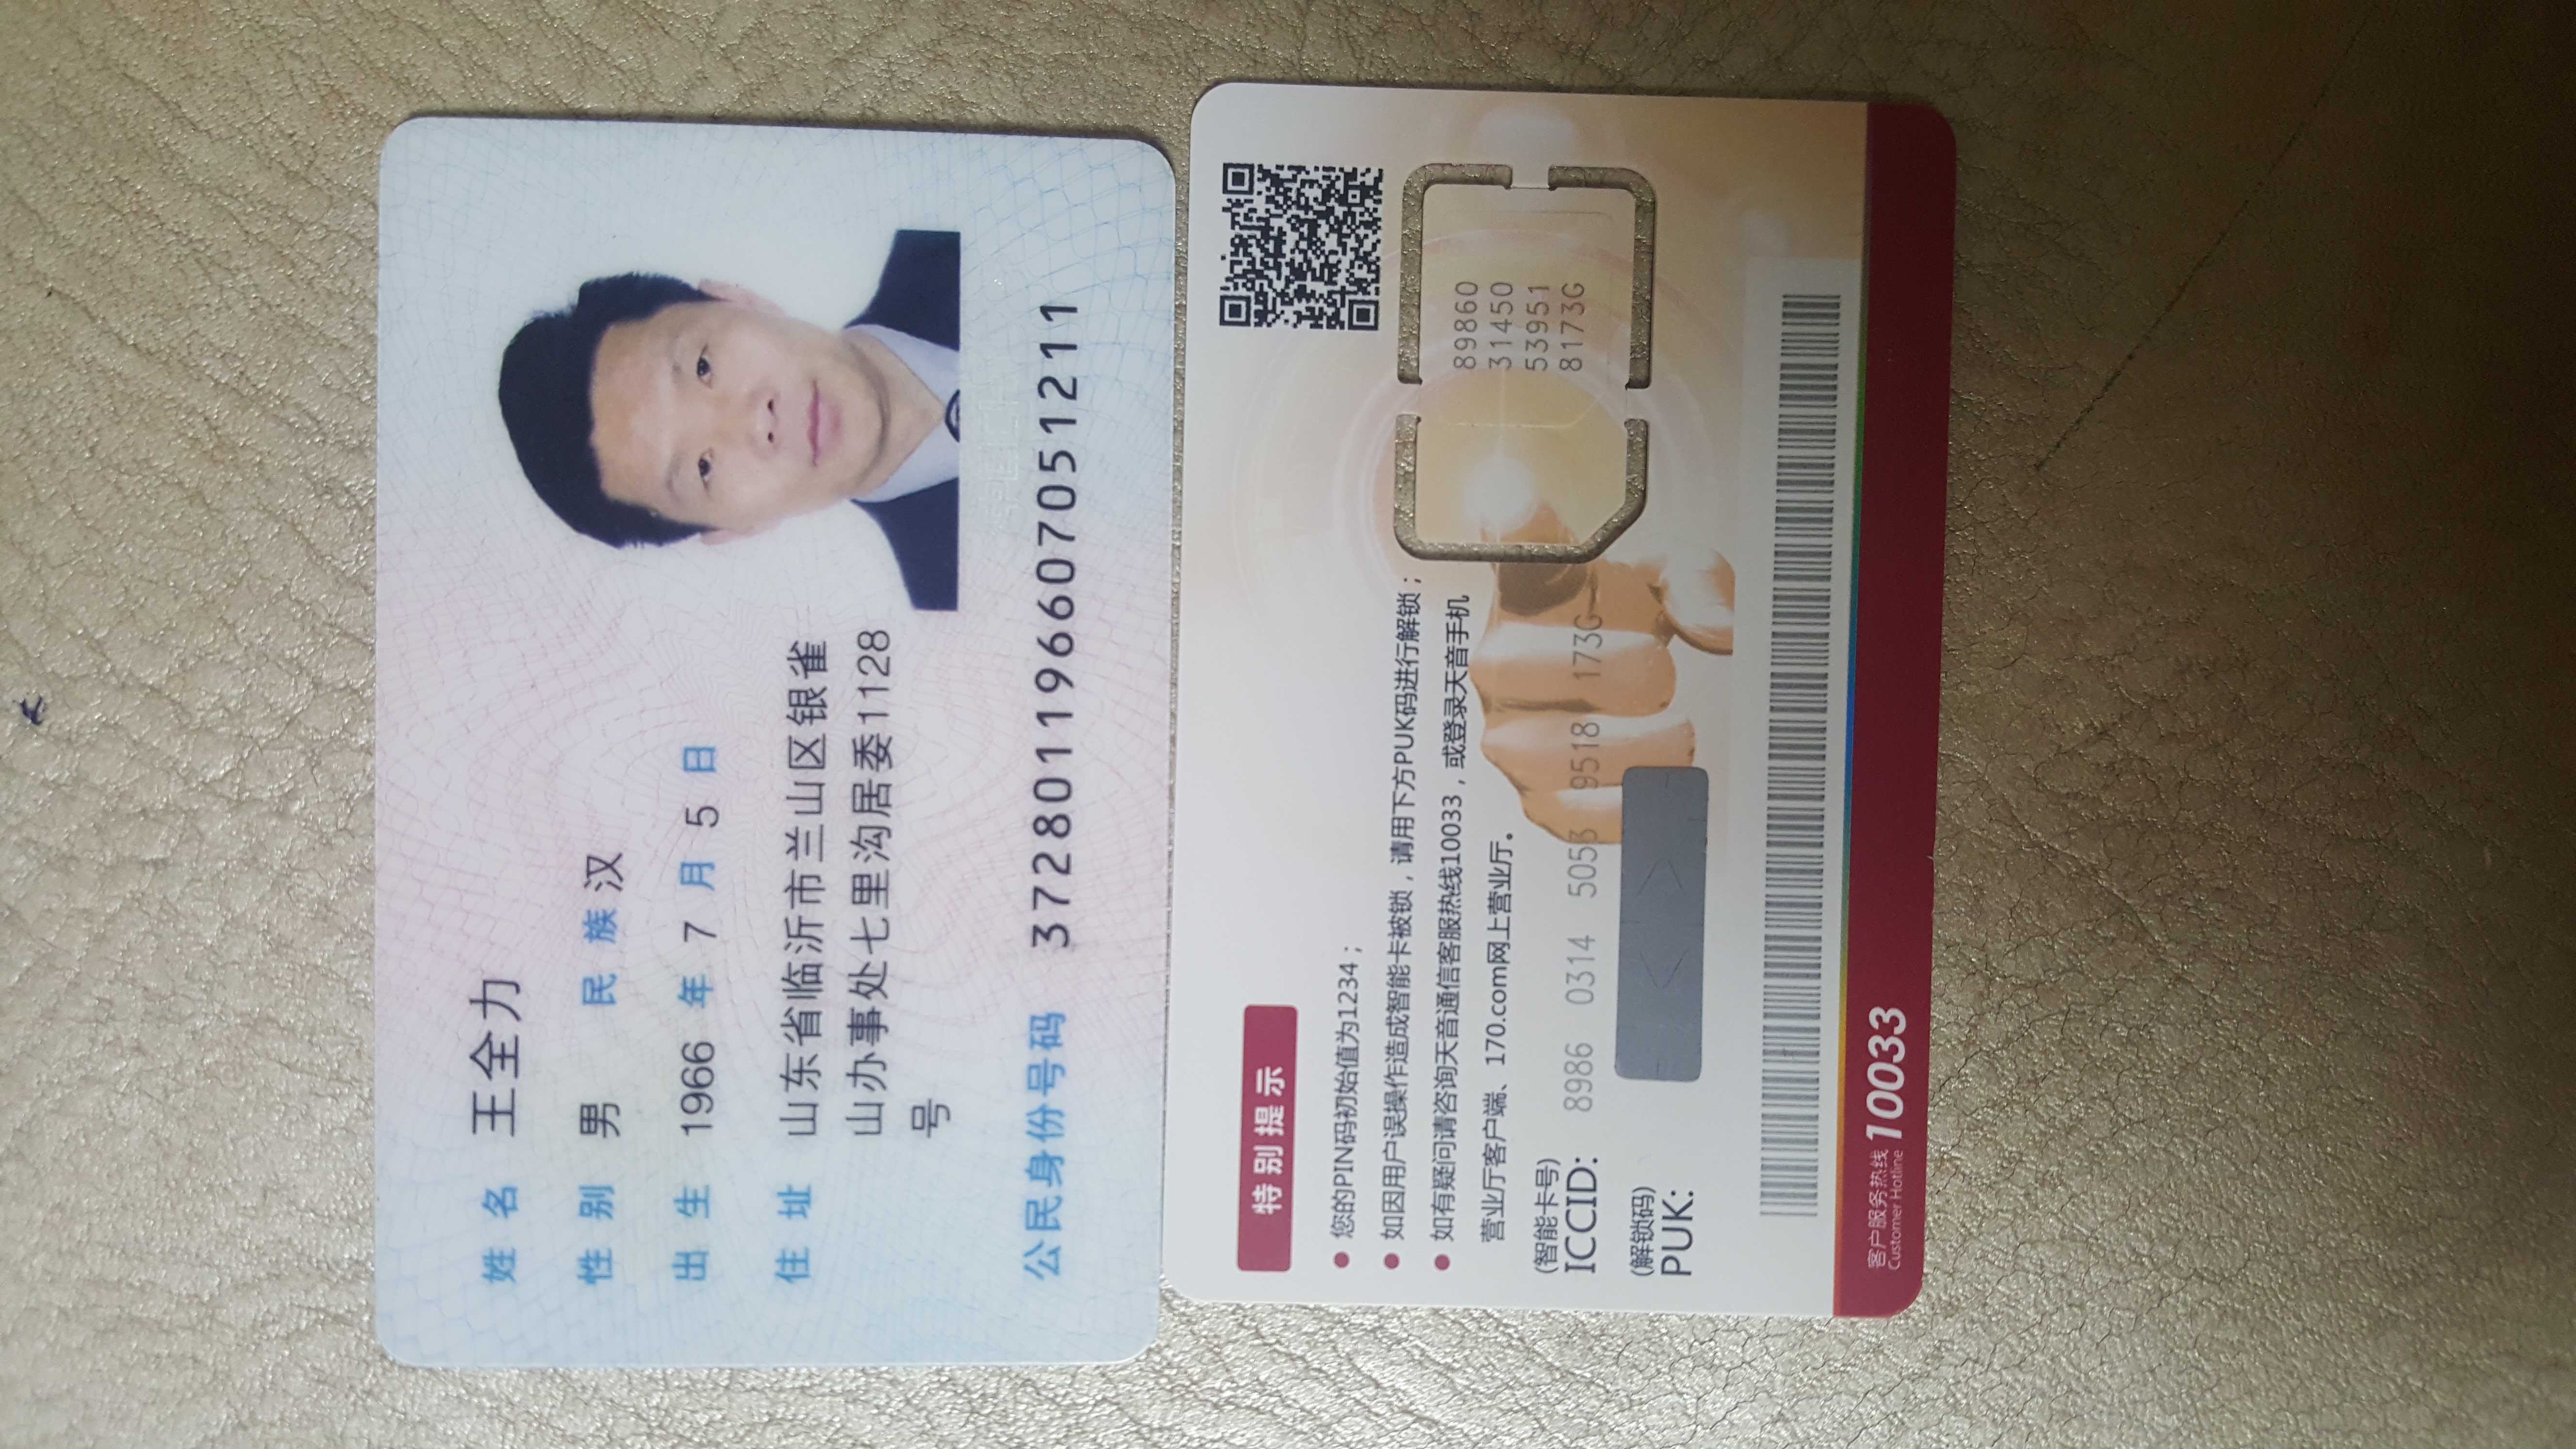 姓名 王全力
性别 男 民族 汉
出生 1966 年 7 月 5 日
住址 山东省临沂市兰山区银雀
山办事处七里沟居委1128
号
公民身份号码 372801196607051211
特别提示
● 您的PIN码初始值为1234；
● 如因用户误操作造成智能卡被锁，请用下方PUK码进行解锁；
● 如有疑问请咨询天音通信客服热线10033，或登录天音手机
营业厅客户端、170.com网上营业厅。
(智能卡号)
ICCID: 8986 0314 5053 9518 173G
(解锁码)
PUK:
89860
31450
53951
8173G
客户服务热线
Customer Hotline
10033